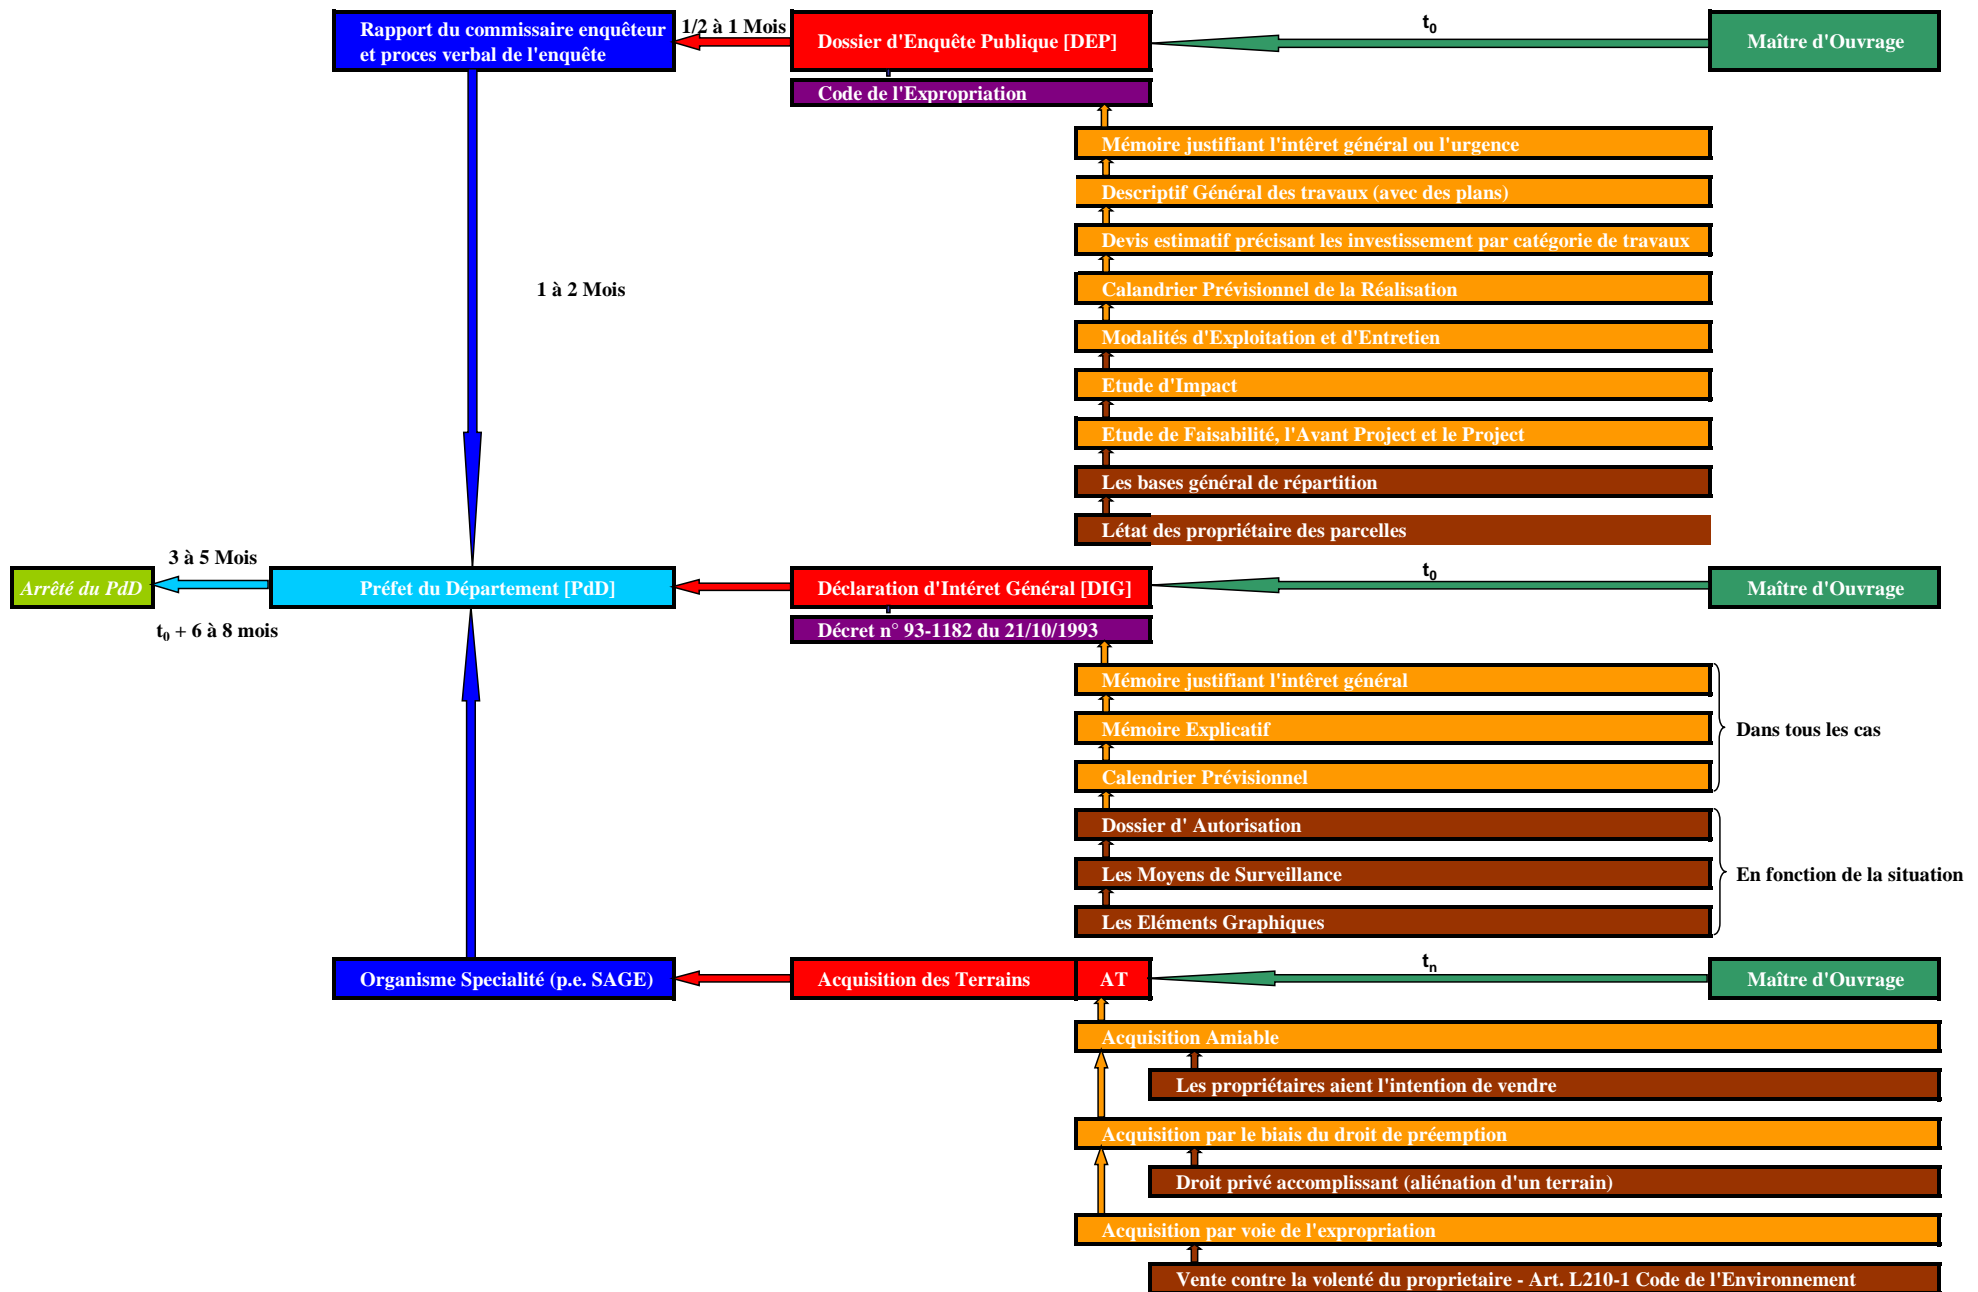 Rapport du commissaire enquêteur
et proces verbal de l'enquête
1/2 à 1 Mois
Dossier d'Enquête Publique [DEP]
t0
Maître d'Ouvrage
Code de l'Expropriation
Mémoire justifiant l'intêret général ou l'urgence
Descriptif Général des travaux (avec des plans)
Devis estimatif précisant les investissement par catégorie de travaux
1 à 2 Mois
Calandrier Prévisionnel de la Réalisation
Modalités d'Exploitation et d'Entretien
Etude d'Impact
Etude de Faisabilité, l'Avant Project et le Project
Les bases général de répartition
Létat des propriétaire des parcelles
3 à 5 Mois
Arrêté du PdD
Préfet du Département [PdD]
Déclaration d'Intéret Général [DIG]
t0
Maître d'Ouvrage
t0 + 6 à 8 mois
Décret n° 93-1182 du 21/10/1993
Mémoire justifiant l'intêret général
Mémoire Explicatif
Dans tous les cas
Calendrier Prévisionnel
Dossier d' Autorisation
Les Moyens de Surveillance
En fonction de la situation
Les Eléments Graphiques
Organisme Specialité (p.e. SAGE)
Acquisition des Terrains
AT
tn
Maître d'Ouvrage
Acquisition Amiable
Les propriétaires aient l'intention de vendre
Acquisition par le biais du droit de préemption
Droit privé accomplissant (aliénation d'un terrain)
Acquisition par voie de l'expropriation
Vente contre la volenté du proprietaire - Art. L210-1 Code de l'Environnement